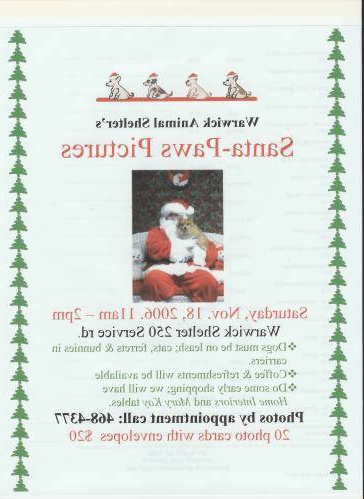 Warwick Animal Shelter's
Santa-Paws Pictures
Saturday, Nov, 18, 2006. 11am – 2pm
Warwick Shelter 250 Service rd.
❖Dogs must be on leash; cats, ferrets & bunnies in
carriers.
❖Coffee & refreshments will be available
❖Do some early shopping; we will have
Home Interiors and Mary Kay tables.
Photos by appointment call: 468-4377
20 photo cards with envelopes $20